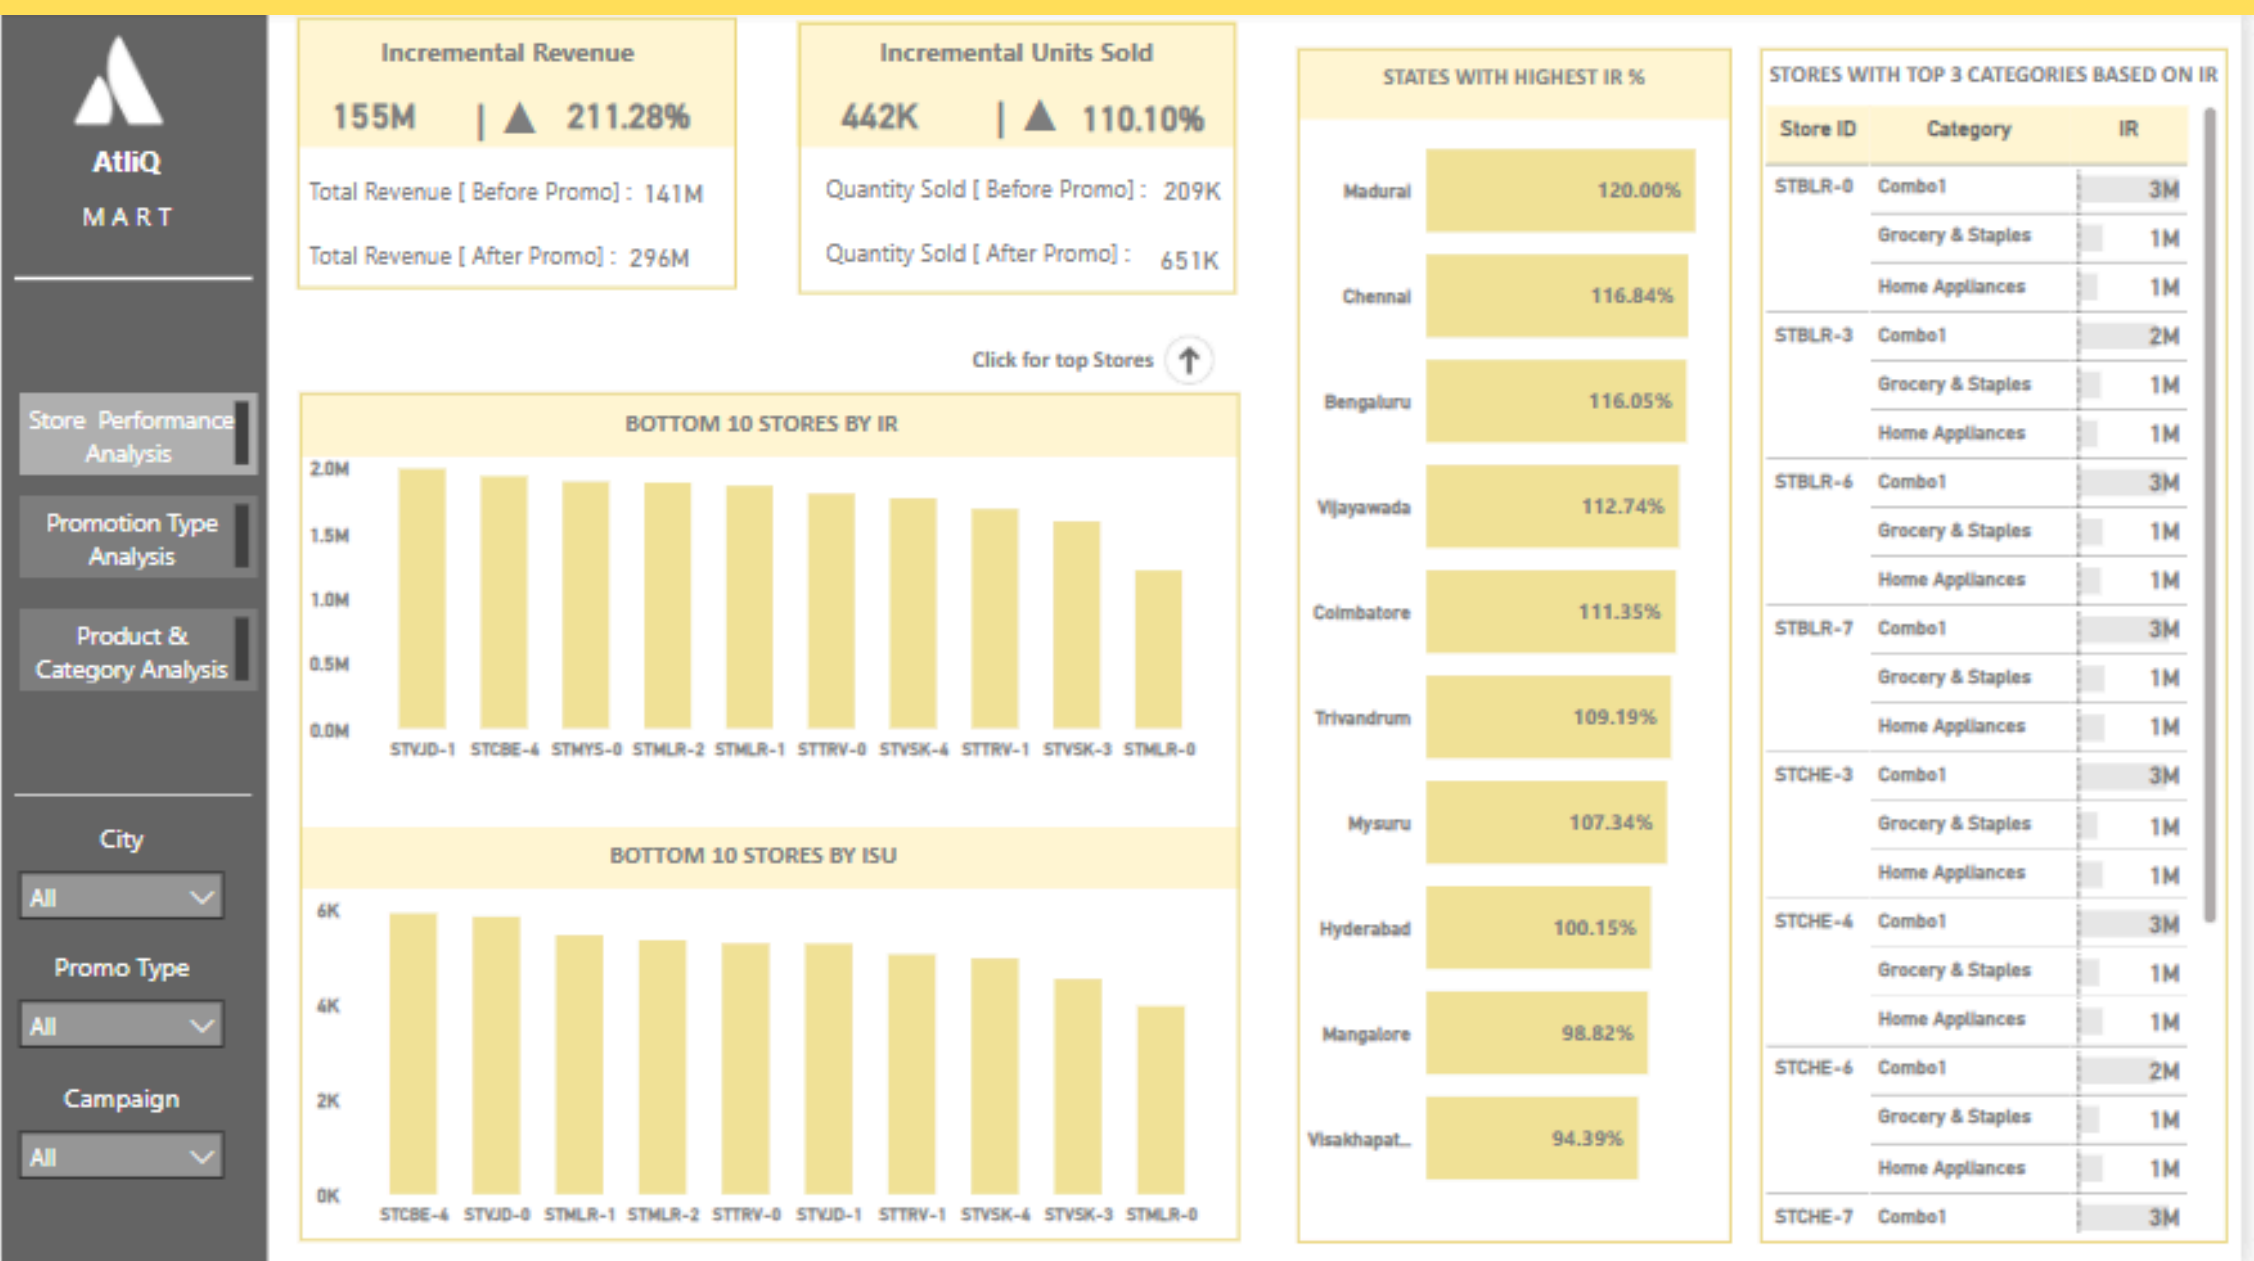 AtliQ
MART
Store Performance
Analysis
Promotion Type
Analysis
Product &
Category Analysis
City
All
Promo Type
All
Campaign
All
Incremental Revenue
155M | ▲ 211.28%
Total Revenue [ Before Promo] : 141M
Total Revenue [ After Promo] : 296M
Incremental Units Sold
442K | ▲ 110.10%
Quantity Sold [ Before Promo] : 209K
Quantity Sold [ After Promo] : 651K
Click for top Stores
BOTTOM 10 STORES BY IR
2.0M
1.5M
1.0M
0.5M
0.0M
STVJD-1 STCBE-4 STMYS-0 STMLR-2 STMLR-1 STTRV-0 STVSK-4 STTRV-1 STVSK-3 STMLR-0
BOTTOM 10 STORES BY ISU
6K
4K
2K
0K
STCBE-4 STVJD-0 STMLR-1 STMLR-2 STTRV-0 STVJD-1 STTRV-1 STVSK-4 STVSK-3 STMLR-0
STATES WITH HIGHEST IR %
Madurai 120.00%
Chennai 116.84%
Bengaluru 116.05%
Vijayawada 112.74%
Coimbatore 111.35%
Trivandrum 109.19%
Mysuru 107.34%
Hyderabad 100.15%
Mangalore 98.82%
Visakhapat... 94.39%
STORES WITH TOP 3 CATEGORIES BASED ON IR
Store ID Category IR
STBLR-0 Combo1 3M
Grocery & Staples 1M
Home Appliances 1M
STBLR-3 Combo1 2M
Grocery & Staples 1M
Home Appliances 1M
STBLR-6 Combo1 3M
Grocery & Staples 1M
Home Appliances 1M
STBLR-7 Combo1 3M
Grocery & Staples 1M
Home Appliances 1M
STCHE-3 Combo1 3M
Grocery & Staples 1M
Home Appliances 1M
STCHE-4 Combo1 3M
Grocery & Staples 1M
Home Appliances 1M
STCHE-6 Combo1 2M
Grocery & Staples 1M
Home Appliances 1M
STCHE-7 Combo1 3M